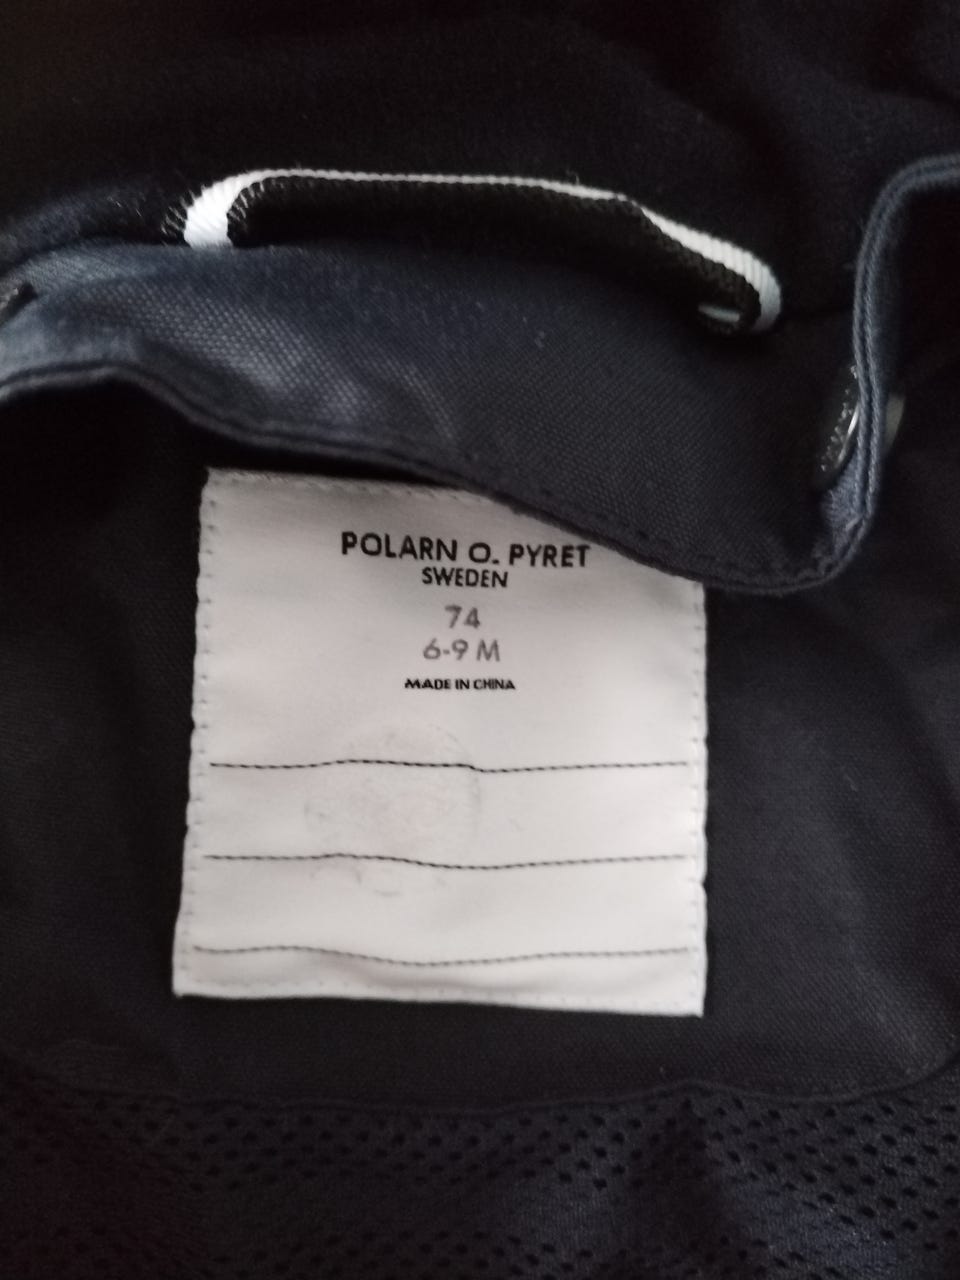 POLARN O. PYRET
SWEDEN
74
6-9 M
MADE IN CHINA